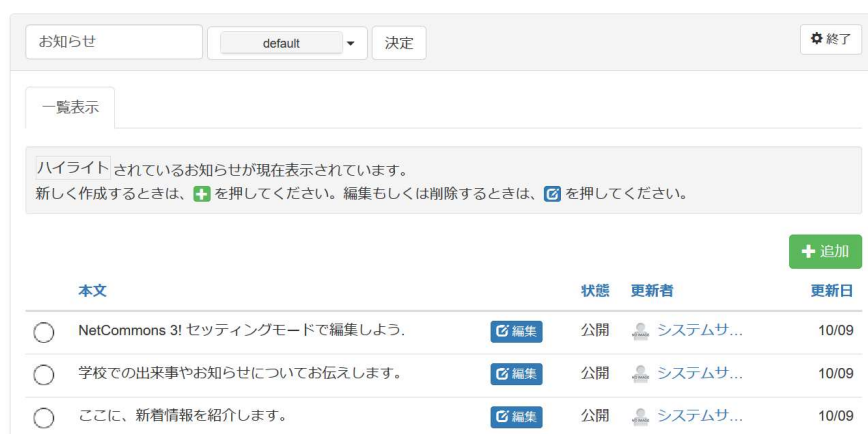 お知らせ default 決定 終了
一覧表示
ハイライト されているお知らせが現在表示されています。
新しく作成するときは、 を押してください。編集もしくは削除するときは、 を押してください。
追加
本文 状態 更新者 更新日
NetCommons 3! セッティングモードで編集しよう. 編集 公開 システムサ... 10/09
学校での出来事やお知らせについてお伝えします。 編集 公開 システムサ... 10/09
ここに、新着情報を紹介します。 編集 公開 システムサ... 10/09